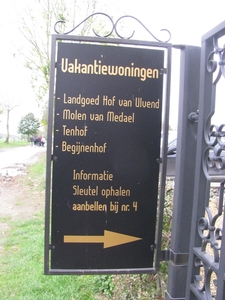 Vakantiewoningen
- Landgoed Hof van Ulvend
- Molen van Medael
- Tenhof
- Begijnenhof
Informatie
Sleutel ophalen
aanbellen bij nr. 4